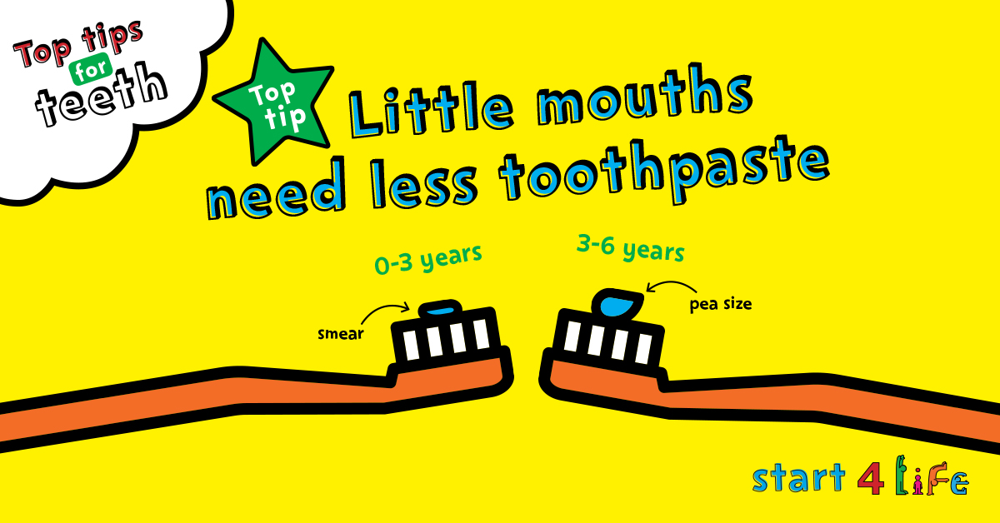 Top tips
for
teeth
Top
tip
Little mouths
need less toothpaste
0-3 years
3-6 years
smear
pea size
start 4 LiFe